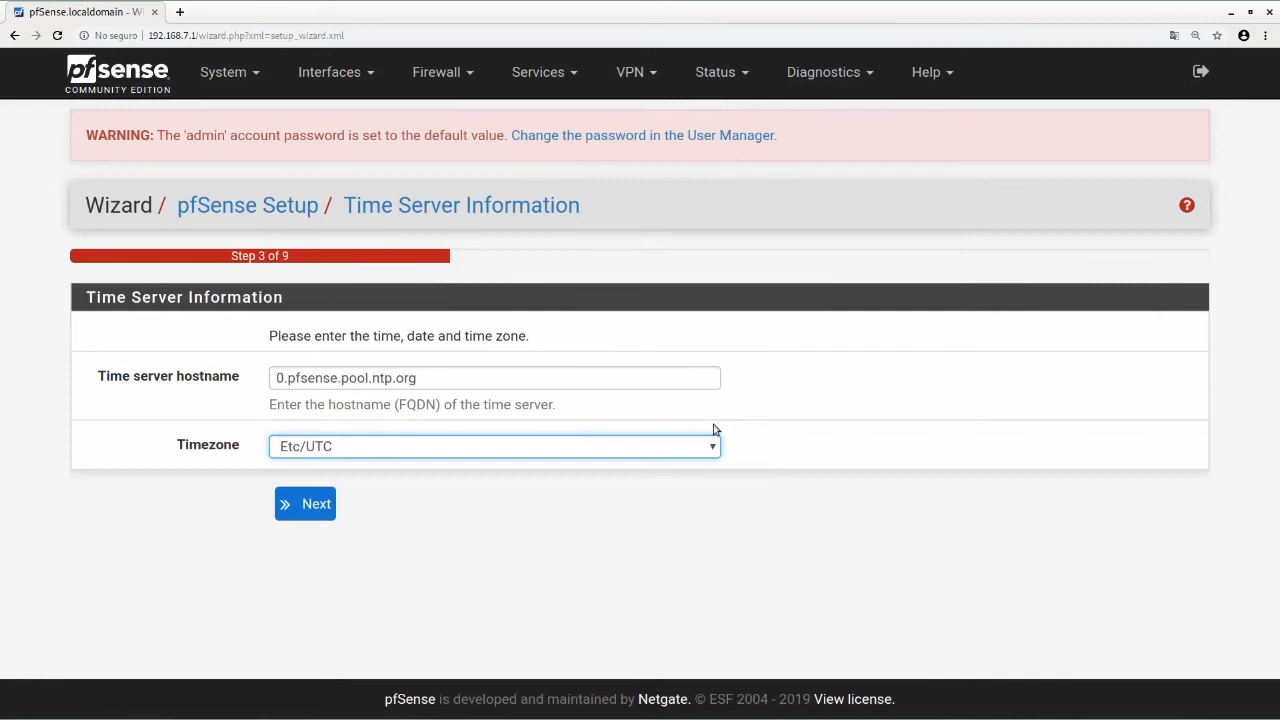 pfSense.localdomain - Wi
No seguro
192.168.7.1/wizard.php?xml=setup_wizard.xml
pfsense
COMMUNITY EDITION
System
Interfaces
Firewall
Services
VPN
Status
Diagnostics
Help
WARNING: The 'admin' account password is set to the default value. Change the password in the User Manager.
Wizard / pfSense Setup / Time Server Information
Step 3 of 9
Time Server Information
Please enter the time, date and time zone.
Time server hostname
0.pfsense.pool.ntp.org
Enter the hostname (FQDN) of the time server.
Timezone
Etc/UTC
Next
pfSense is developed and maintained by Netgate. © ESF 2004 - 2019 View license.